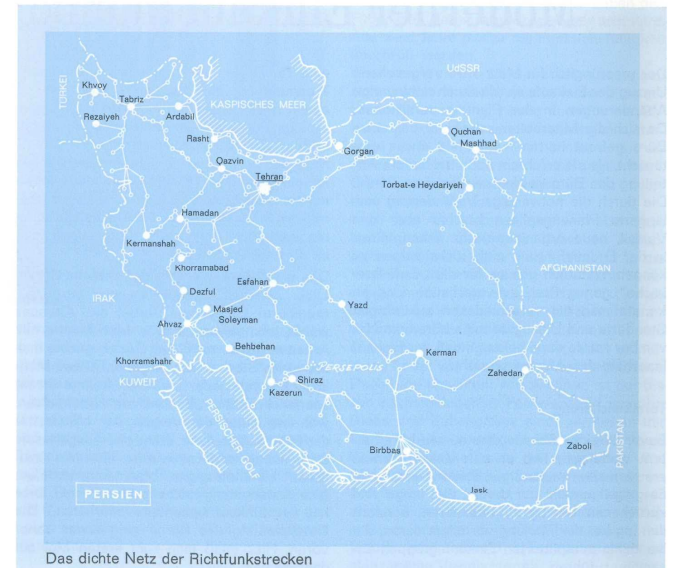 UdSSR
TÜRKEI
Khvoy
Tabriz
KASPISCHES MEER
Rezaiyeh
Ardabil
Rasht
Quchan
Mashhad
Gorgan
Qazvin
Tehran
Torbat-e Heydariyeh
Hamadan
Kermanshah
Khorramabad
AFGHANISTAN
Esfahan
IRAK
Dezful
Yazd
Masjed
Soleyman
Ahvaz
Behbehan
Kerman
Khorramshahr
PERSEPOLIS
Zahedan
KUWEIT
Shiraz
Kazerun
PERSISCHER GOLF
Birbbas
Zaboli
PAKISTAN
PERSIEN
Jask
Das dichte Netz der Richtfunkstrecken